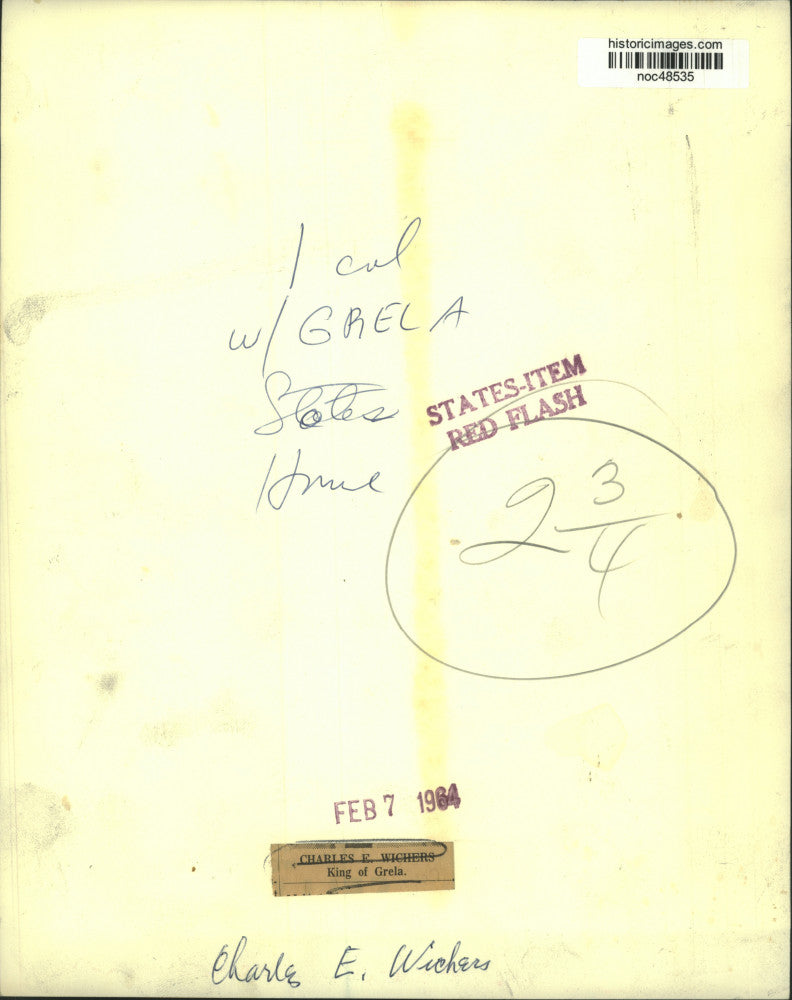 historicimages.com
noc48535
1 col
w/ GRELA
States
Home
STATES-ITEM
RED FLASH
2 3/4
FEB 7 1964
CHARLES E. WICHERS
King of Grela.
Charles E. Wichers